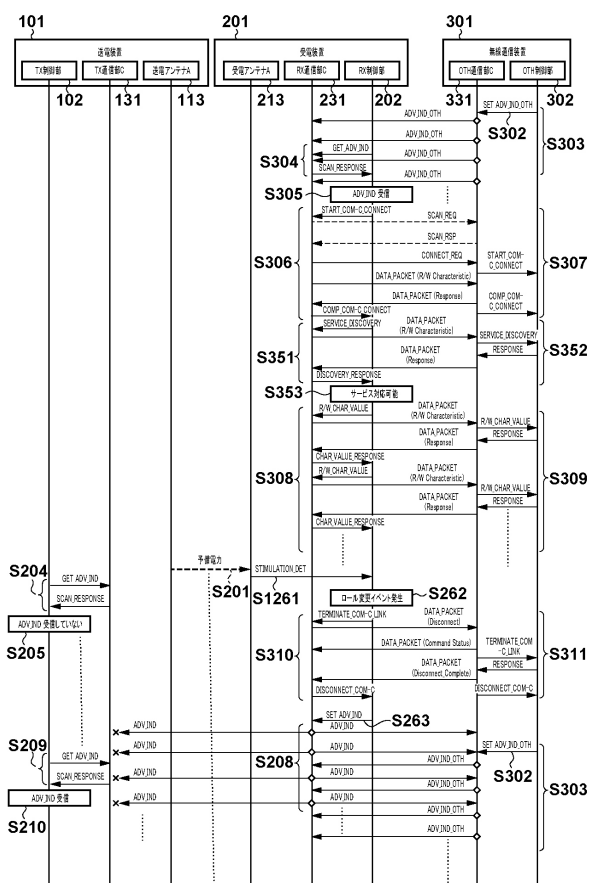 101
201
301
送電装置
受電装置
無線通信装置
TX制御部
TX通信部C
送電アンテナA
受電アンテナA
RX通信部C
RX制御部
OTH通信部C
OTH制御部
102
131
113
213
231
202
331
302
SET ADV_IND_OTH
ADV_IND_OTH
S302
S303
ADV_IND_OTH
S304
GET_ADV_IND
ADV_IND_OTH
SCAN_RESPONSE
ADV_IND_OTH
S305
ADV_IND 受信
START_COM-C_CONNECT
SCAN_REQ
SCAN_RSP
S306
CONNECT_REQ
START_COM-
C_CONNECT
S307
DATA_PACKET (R/W Characteristic)
DATA_PACKET (Response)
COMP_COM-
C_CONNECT
COMP_COM-C_CONNECT
SERVICE_DISCOVERY
DATA_PACKET
(R/W Characteristic)
SERVICE_DISCOVERY
S351
DATA_PACKET
(Response)
RESPONSE
S352
DISCOVERY_RESPONSE
S353
サービス対応可能
R/W_CHAR_VALUE
DATA_PACKET
(R/W Characteristic)
R/W_CHAR_VALUE
DATA_PACKET
(Response)
RESPONSE
CHAR_VALUE_RESPONSE
S308
R/W_CHAR_VALUE
DATA_PACKET
(R/W Characteristic)
S309
R/W_CHAR_VALUE
DATA_PACKET
(Response)
RESPONSE
CHAR_VALUE_RESPONSE
予備電力
S204
STIMULATION_DET
GET ADV_IND
S201
S1261
SCAN_RESPONSE
ロール変更イベント発生
S262
ADV_IND 受信していない
S205
TERMINATE_COM-C_LINK
DATA_PACKET
(Disconnect)
S310
DATA_PACKET (Command Status)
TERMINATE_COM
-C_LINK
S311
DATA_PACKET
(Disconnect_Complete)
RESPONSE
DISCONNECT_COM-C
DISCONNECT_COM-C
SET ADV_IND
S263
ADV_IND
S209
ADV_IND
S208
ADV_IND
SET ADV_IND_OTH
GET ADV_IND
ADV_IND_OTH
S302
SCAN_RESPONSE
ADV_IND
ADV_IND
S303
ADV_IND_OTH
ADV_IND 受信
ADV_IND
ADV_IND
S210
ADV_IND_OTH
ADV_IND_OTH